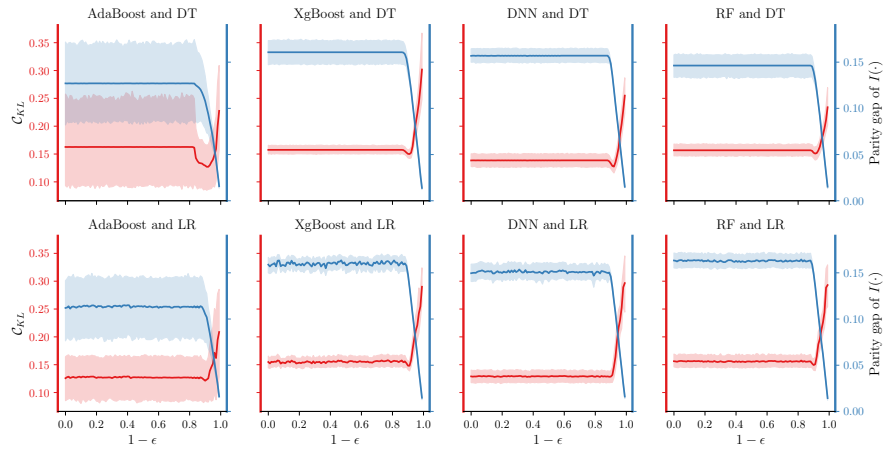 AdaBoost and DT
XgBoost and DT
DNN and DT
RF and DT
0.35
0.30
0.25
0.20
0.15
0.10
C_KL
0.15
0.10
0.05
0.00
Parity gap of I(·)
AdaBoost and LR
XgBoost and LR
DNN and LR
RF and LR
0.35
0.30
0.25
0.20
0.15
0.10
C_KL
0.15
0.10
0.05
0.00
Parity gap of I(·)
0.0 0.2 0.4 0.6 0.8 1.0
0.0 0.2 0.4 0.6 0.8 1.0
0.0 0.2 0.4 0.6 0.8 1.0
0.0 0.2 0.4 0.6 0.8 1.0
1 − ϵ
1 − ϵ
1 − ϵ
1 − ϵ